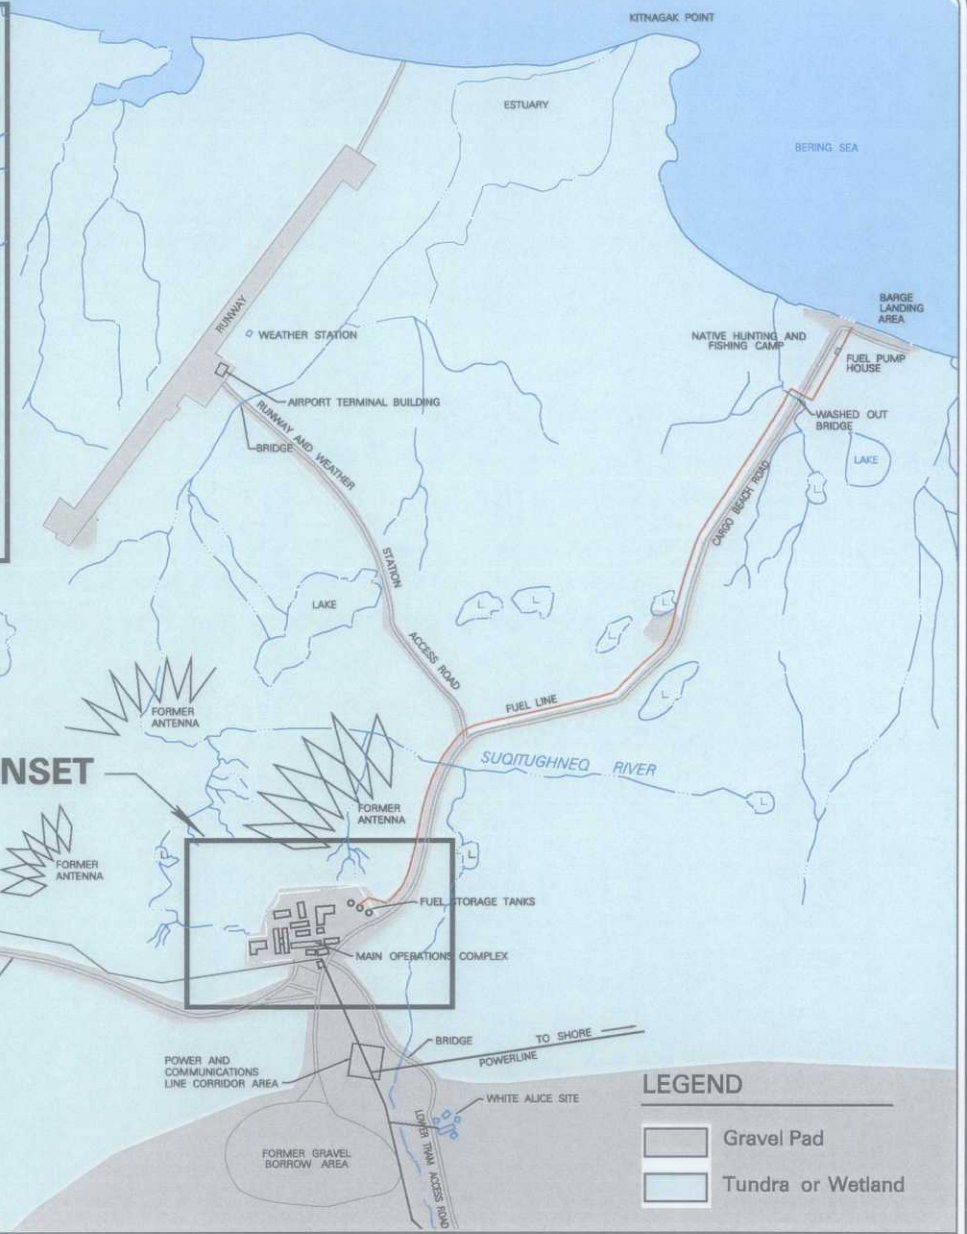 KITNAGAK POINT
ESTUARY
BERING SEA
RUNWAY
WEATHER STATION
BARGE
LANDING
AREA
NATIVE HUNTING AND
FISHING CAMP
FUEL PUMP
HOUSE
AIRPORT TERMINAL BUILDING
RUNWAY AND WEATHER
STATION
ACCESS ROAD
BRIDGE
WASHED OUT
BRIDGE
LAKE
CARGO BEACH ROAD
LAKE
L
L
L
L
L
FUEL LINE
FORMER
ANTENNA
SUQITUGHNEQ RIVER
NSET
L
FORMER
ANTENNA
FORMER
ANTENNA
L
L
FUEL STORAGE TANKS
MAIN OPERATIONS COMPLEX
BRIDGE
TO SHORE
POWERLINE
POWER AND
COMMUNICATIONS
LINE CORRIDOR AREA
WHITE ALICE SITE
LOWER TRAM ACCESS ROAD
FORMER GRAVEL
BORROW AREA
LEGEND
Gravel Pad
Tundra or Wetland